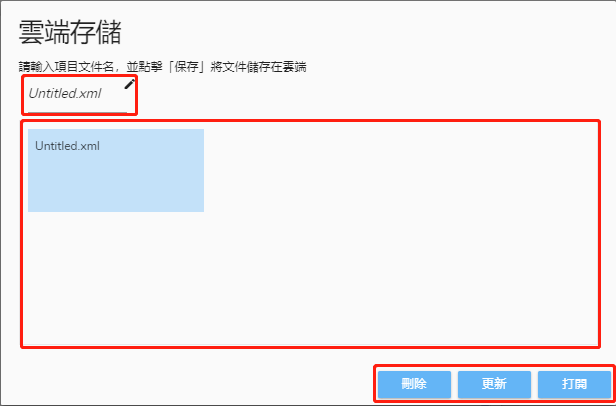 雲端存儲
請輸入項目文件名，並點擊「保存」將文件儲存在雲端
Untitled.xml
Untitled.xml
刪除 更新 打開